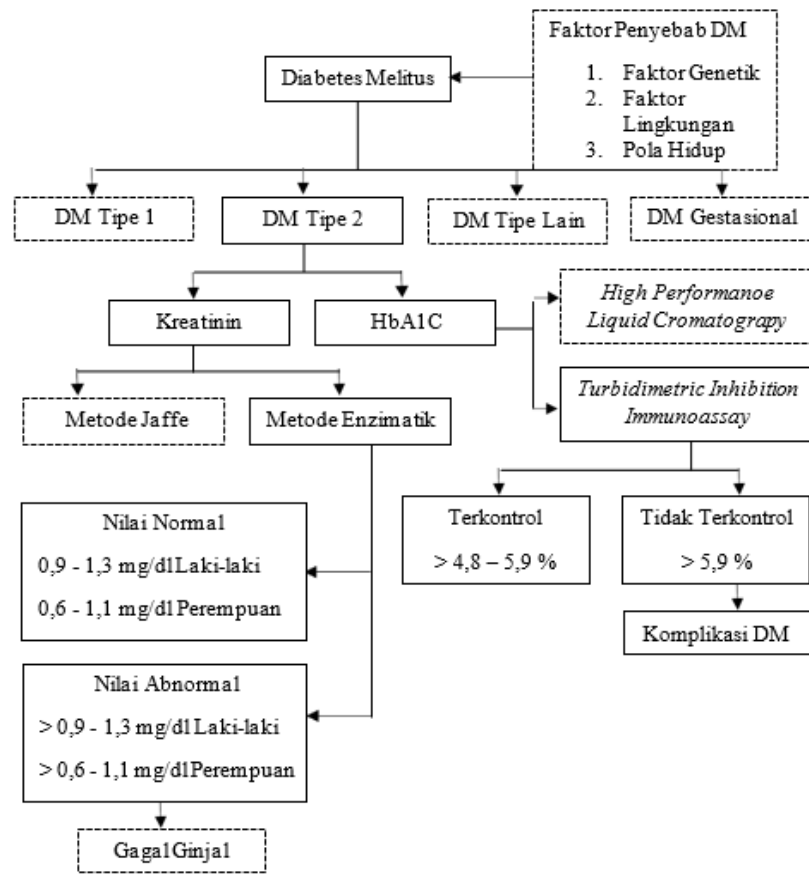 Faktor Penyebab DM
1. Faktor Genetik
2. Faktor
Lingkungan
3. Pola Hidup
Diabetes Melitus
DM Tipe 1
DM Tipe 2
DM Tipe Lain
DM Gestasional
Kreatinin
HbA1C
High Performanoe
Liquid Cromatograpy
Metode Jaffe
Metode Enzimatik
Turbidimetric Inhibition
Immunoassay
Nilai Normal
0,9 - 1,3 mg/dl Laki-laki
0,6 - 1,1 mg/dl Perempuan
Terkontrol
> 4,8 – 5,9 %
Tidak Terkontrol
> 5,9 %
Komplikasi DM
Nilai Abnormal
> 0,9 - 1,3 mg/dl Laki-laki
> 0,6 - 1,1 mg/dl Perempuan
Gagal Ginjal